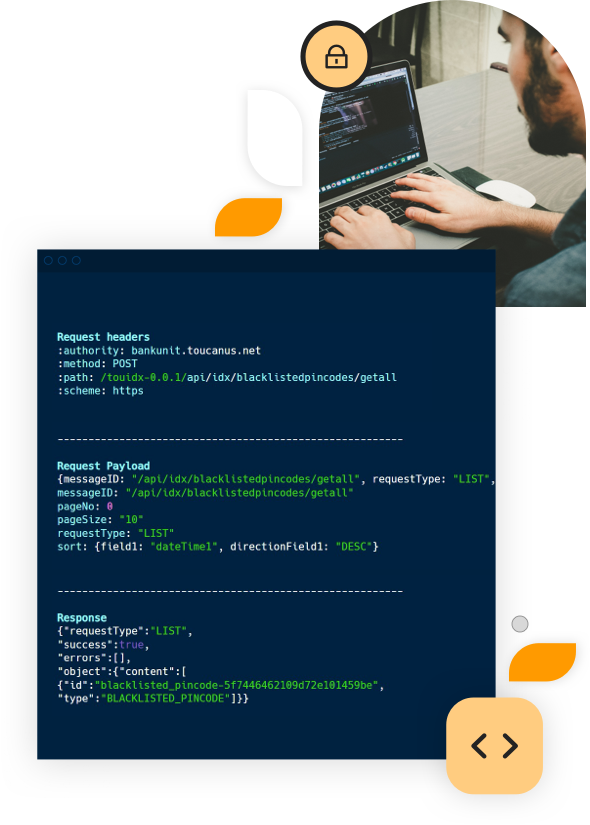 Request headers
:authority: bankunit.toucanus.net
:method: POST
:path: /touidx-0.0.1/api/idx/blacklistedpincodes/getall
:scheme: https
--------------------------------------------------------
Request Payload
{messageID: "/api/idx/blacklistedpincodes/getall", requestType: "LIST",
messageID: "/api/idx/blacklistedpincodes/getall"
pageNo: 0
pageSize: "10"
requestType: "LIST"
sort: {field1: "dateTime1", directionField1: "DESC"}
--------------------------------------------------------
Response
{"requestType":"LIST",
"success":true,
"errors":[],
"object":{"content":[
{"id":"blacklisted_pincode-5f7446462109d72e101459be",
"type":"BLACKLISTED_PINCODE"]}}